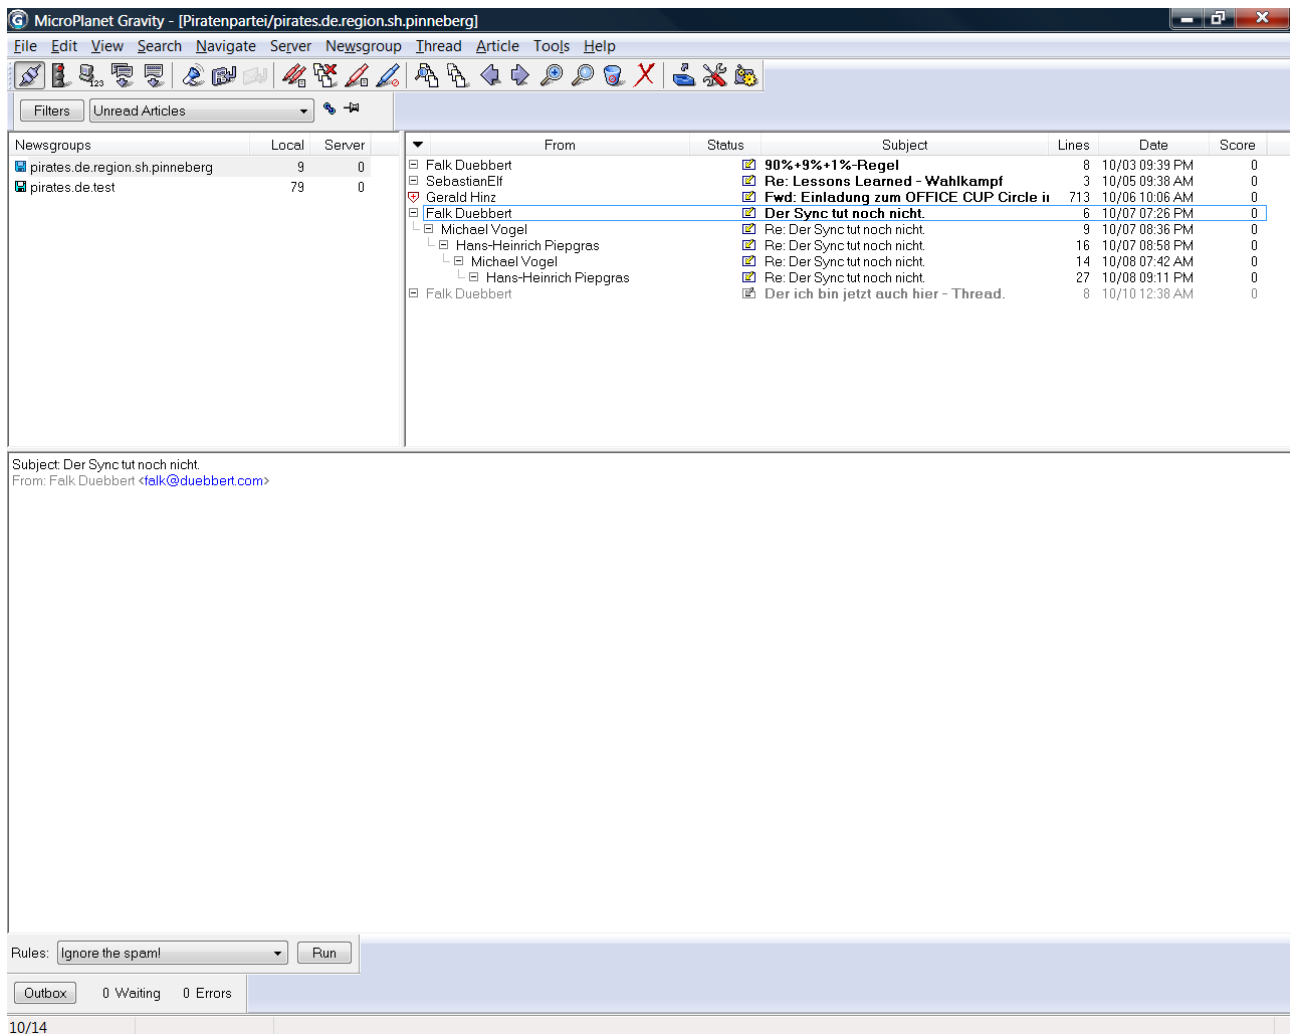 MicroPlanet Gravity - [Piratenpartei/pirates.de.region.sh.pinneberg]
File Edit View Search Navigate Server Newsgroup Thread Article Tools Help
Filters Unread Articles
Newsgroups Local Server
pirates.de.region.sh.pinneberg 9 0
pirates.de.test 79 0
From Status Subject Lines Date Score
Falk Duebbert 90%+9%+1%-Regel 8 10/03 09:39 PM 0
SebastianElf Re: Lessons Learned - Wahlkampf 3 10/05 09:38 AM 0
Gerald Hinz Fwd: Einladung zum OFFICE CUP Circle 713 10/06 10:06 AM 0
Falk Duebbert Der Sync tut noch nicht. 6 10/07 07:26 PM 0
Michael Vogel Re: Der Sync tut noch nicht. 9 10/07 08:36 PM 0
Hans-Heinrich Piepgras Re: Der Sync tut noch nicht. 16 10/07 08:58 PM 0
Michael Vogel Re: Der Sync tut noch nicht. 14 10/08 07:42 AM 0
Hans-Heinrich Piepgras Re: Der Sync tut noch nicht. 27 10/08 09:11 PM 0
Falk Duebbert Der ich bin jetzt auch hier - Thread. 8 10/10 12:38 AM 0
Subject: Der Sync tut noch nicht.
From: Falk Duebbert <falk@duebbert.com>
Rules: Ignore the spam! Run
Outbox 0 Waiting 0 Errors
10/14